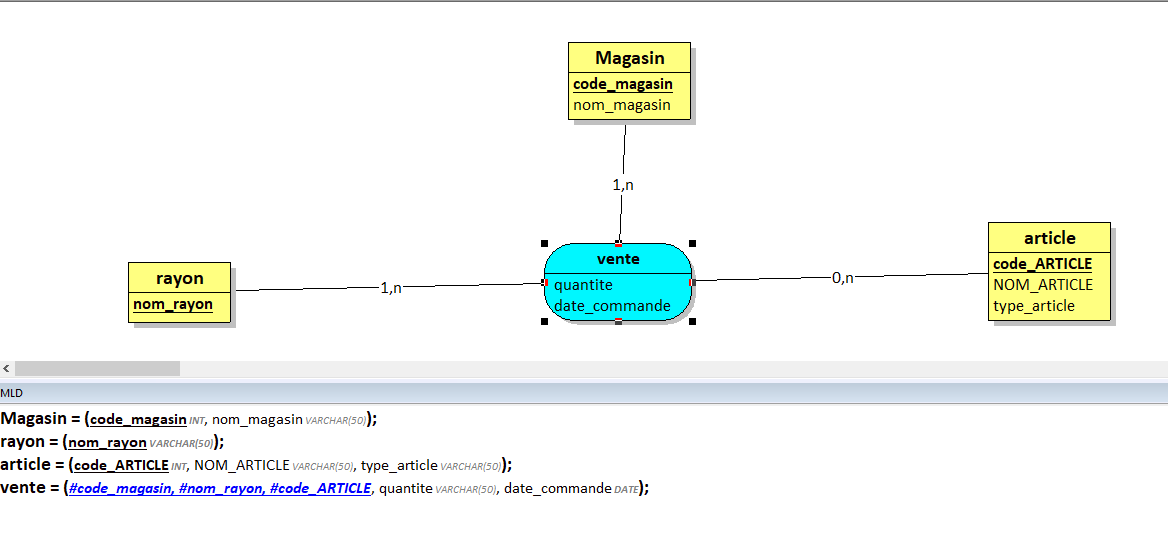 Magasin
code_magasin
nom_magasin
1,n
rayon
nom_rayon
1,n
vente
quantite
date_commande
0,n
article
code_ARTICLE
NOM_ARTICLE
type_article
MLD
Magasin = (code_magasin INT, nom_magasin VARCHAR(50));
rayon = (nom_rayon VARCHAR(50));
article = (code_ARTICLE INT, NOM_ARTICLE VARCHAR(50), type_article VARCHAR(50));
vente = (#code_magasin, #nom_rayon, #code_ARTICLE, quantite VARCHAR(50), date_commande DATE);